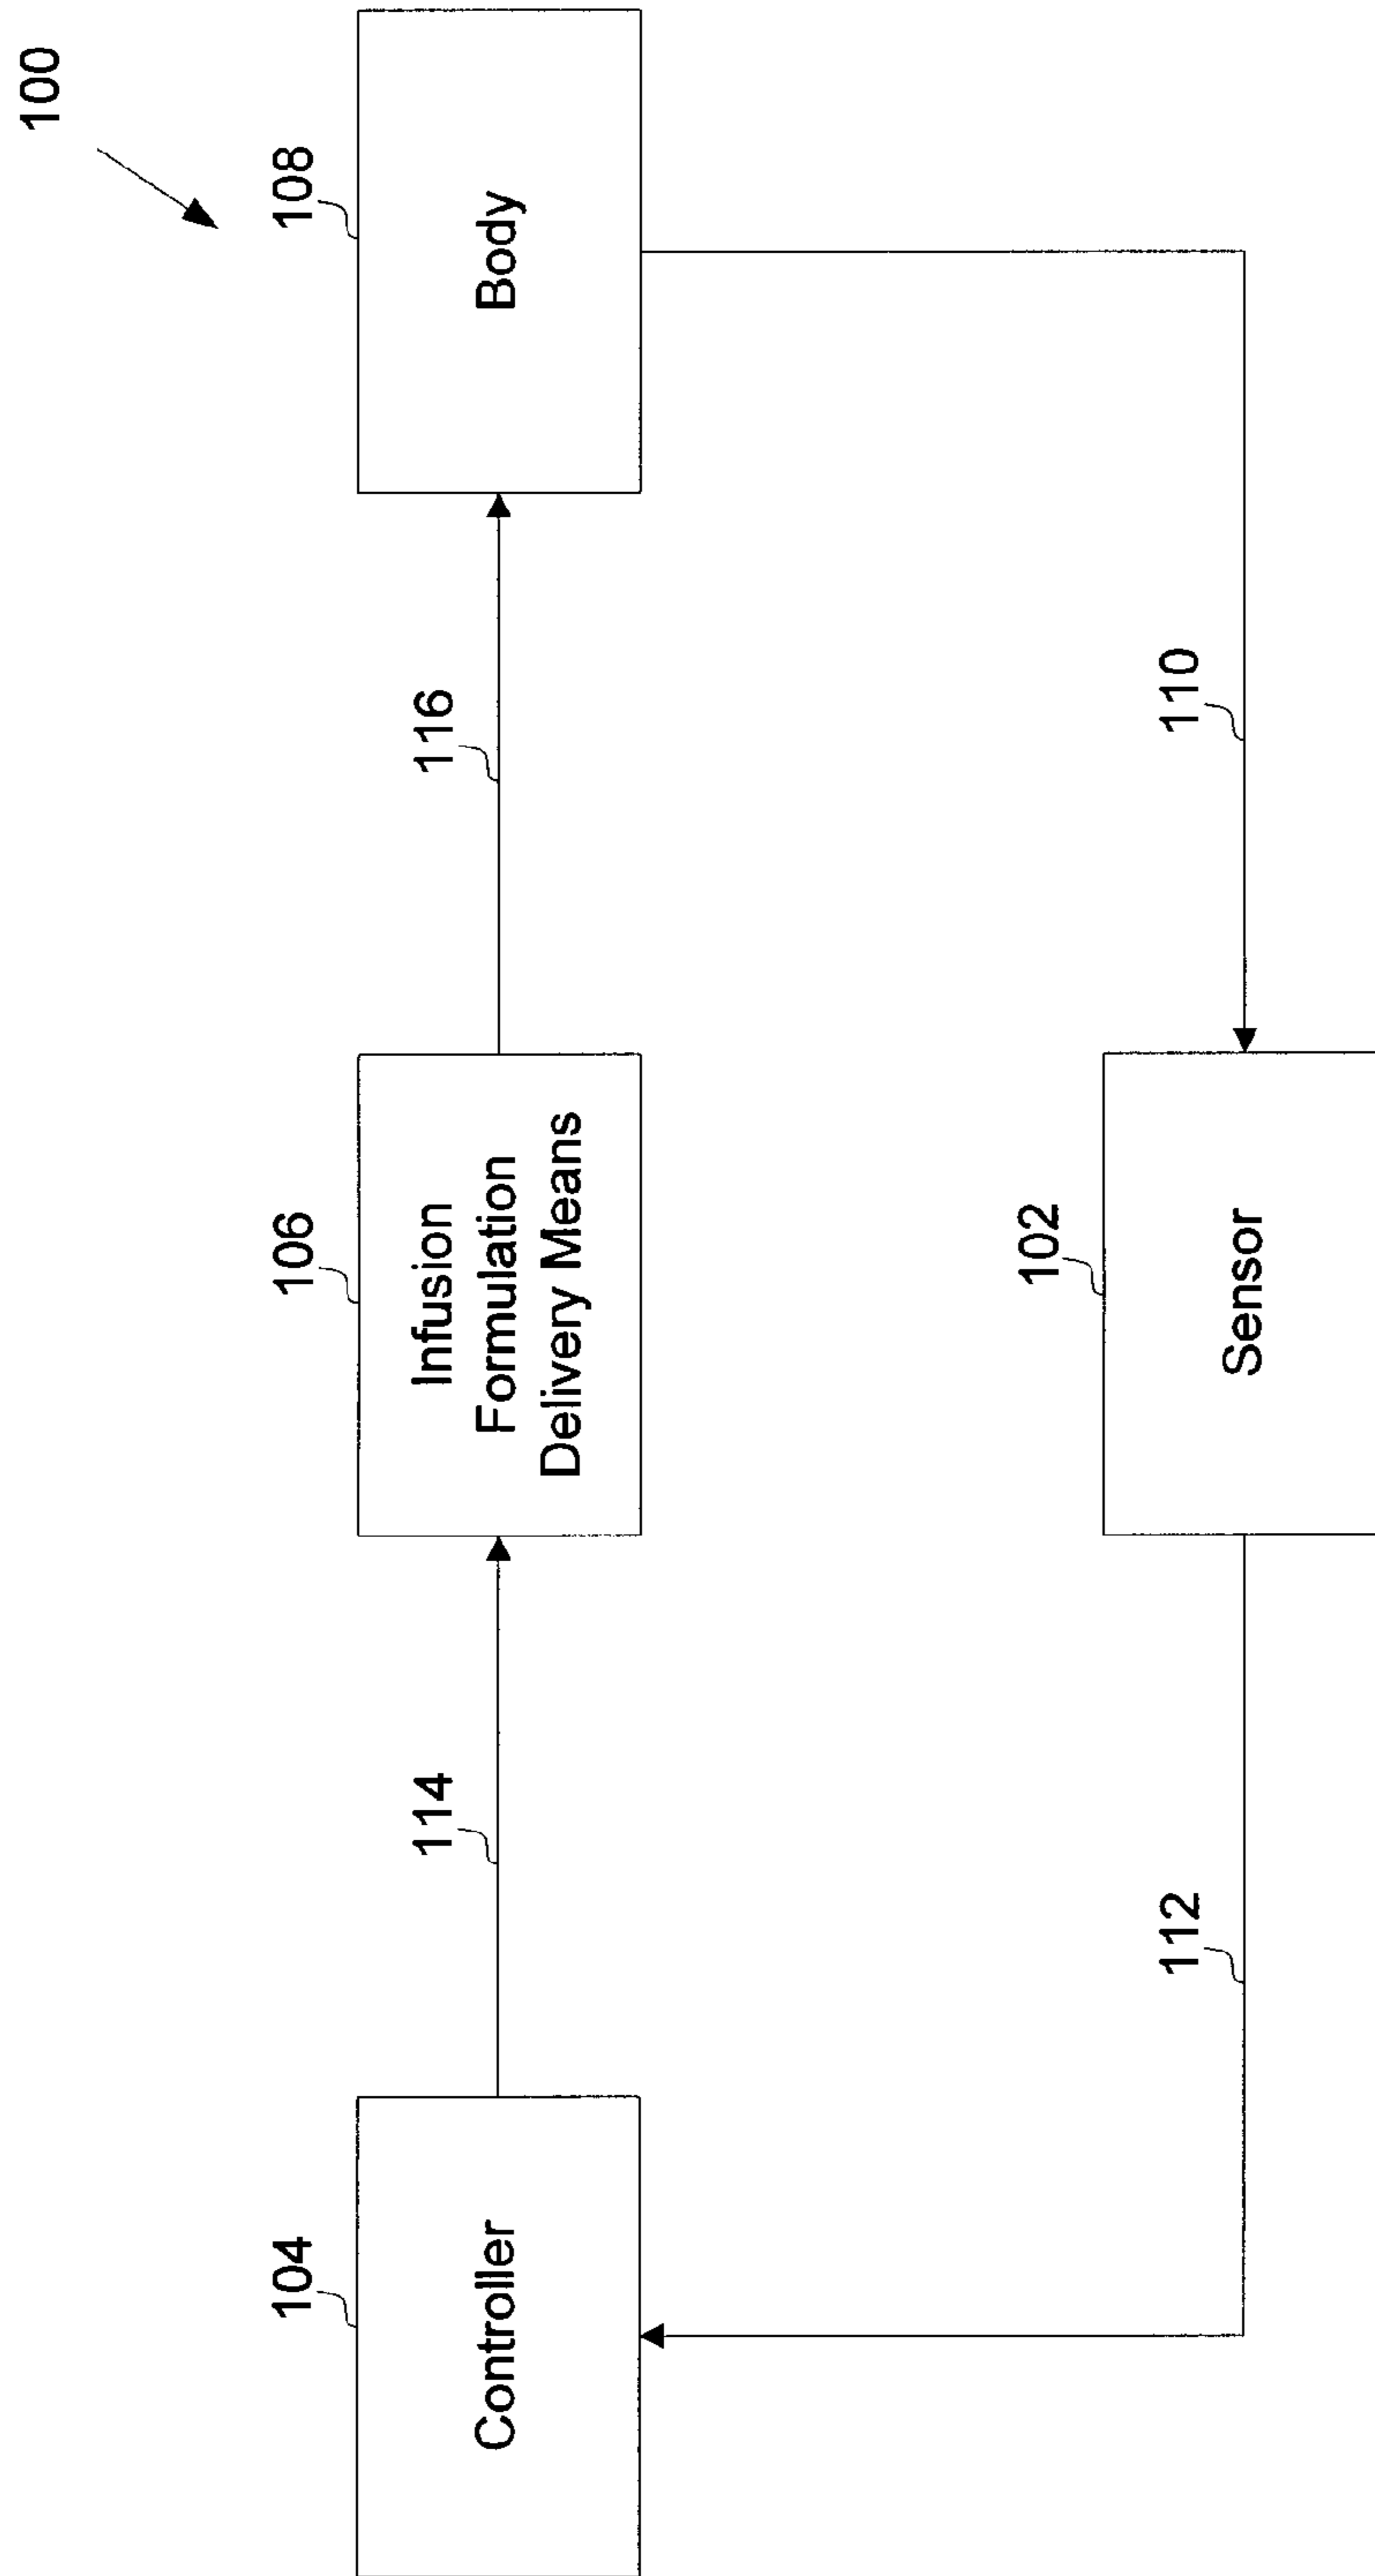 100
104
Controller
114
106
Infusion
Formulation
Delivery Means
116
108
Body
112
102
Sensor
110